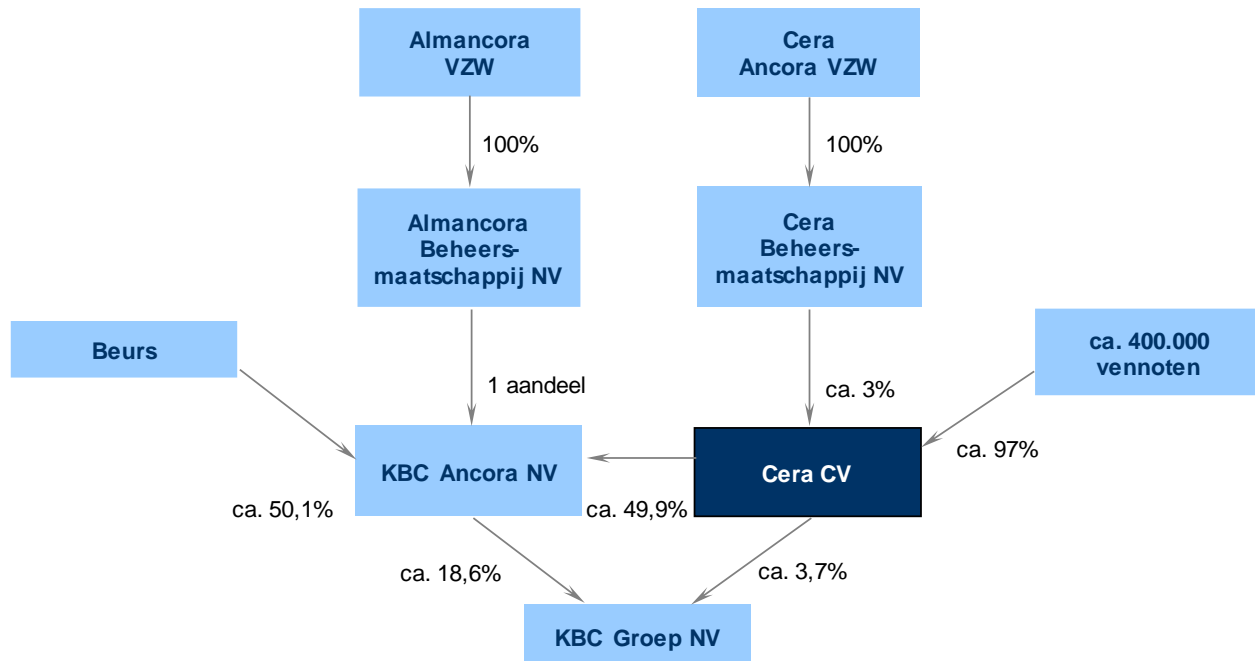 Almancora
VZW
Cera
Ancora VZW
100%
100%
Almancora
Beheers-
maatschappij NV
Cera
Beheers-
maatschappij NV
Beurs
ca. 400.000
vennoten
1 aandeel
ca. 3%
KBC Ancora NV
Cera CV
ca. 97%
ca. 50,1%
ca. 49,9%
ca. 18,6%
ca. 3,7%
KBC Groep NV